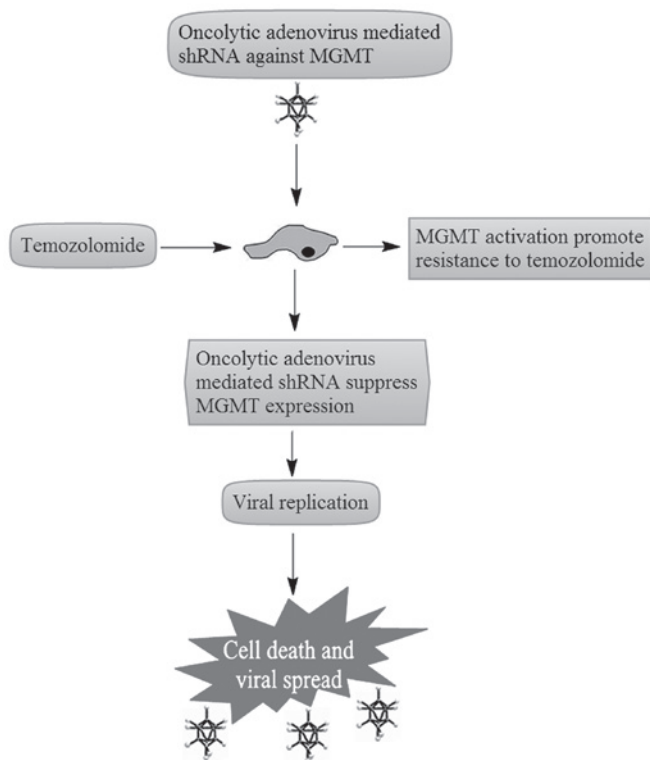 Oncolytic adenovirus mediated
shRNA against MGMT
Temozolomide
MGMT activation promote
resistance to temozolomide
Oncolytic adenovirus
mediated shRNA suppress
MGMT expression
Viral replication
Cell death and
viral spread